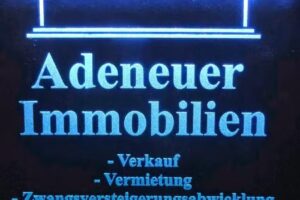 Adeneuer
Immobilien
- Verkauf
- Vermietung
- Zwangsversteigerungsabwicklung